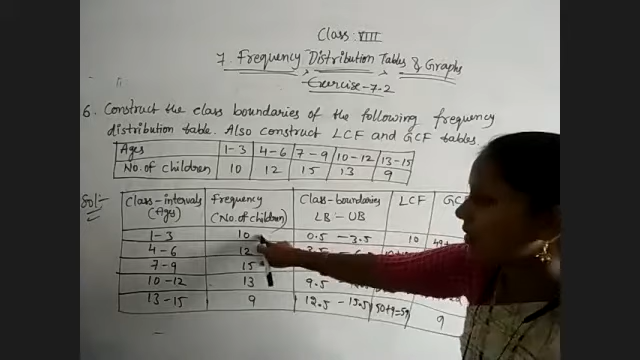 Class: VIII
7. Frequency Distribution Tables & Graphs
Exercise-7.2
6. Construct the class boundaries of the following frequency
distribution table. Also construct LCF and GCF tables.
Ages 1-3 4-6 7-9 10-12 13-15
No. of children 10 12 15 13 9
Sol:-
Class-intervals (Ages) Frequency (No. of children) Class-boundaries LB-UB LCF
1-3 10 0.5-3.5 10
4-6 12
7-9 15
10-12 13 9.5
13-15 9 12.5-15.5 50+9=59 9